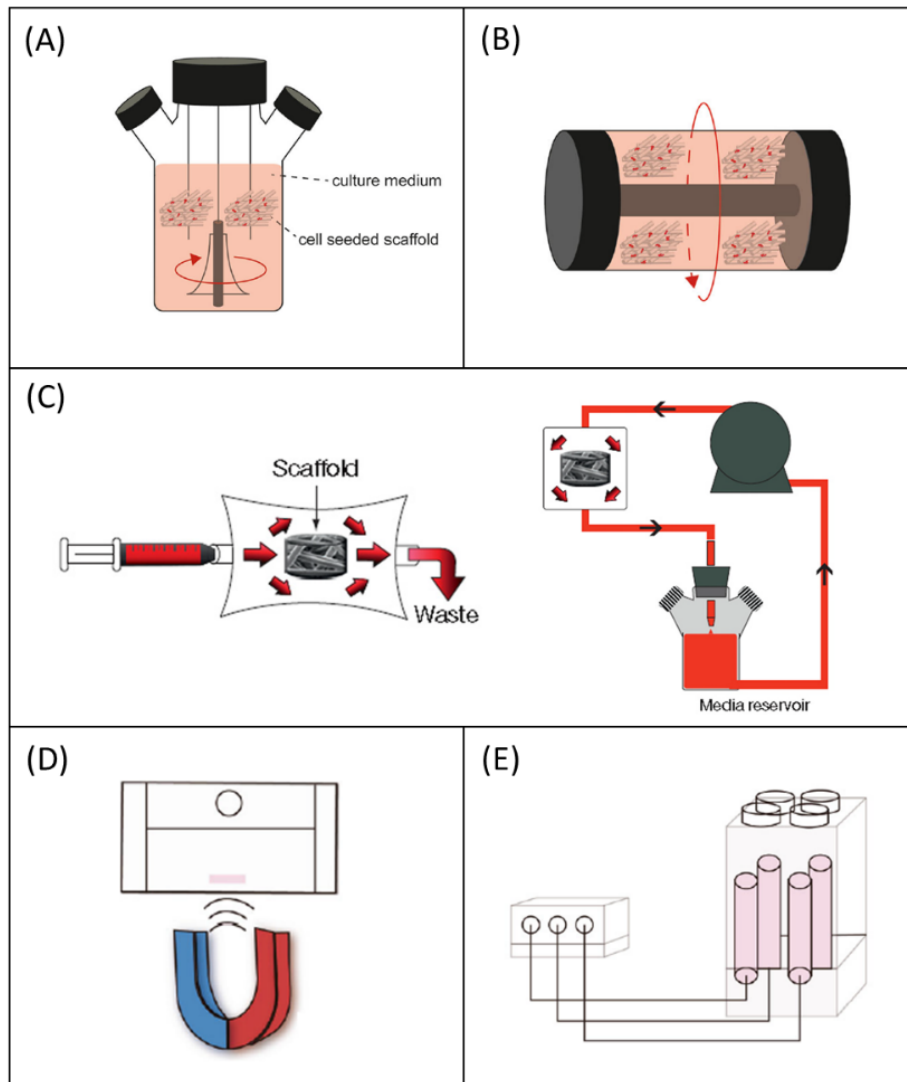 (A)
culture medium
cell seeded scaffold
(B)
(C)
Scaffold
Waste
Media reservoir
(D)
(E)